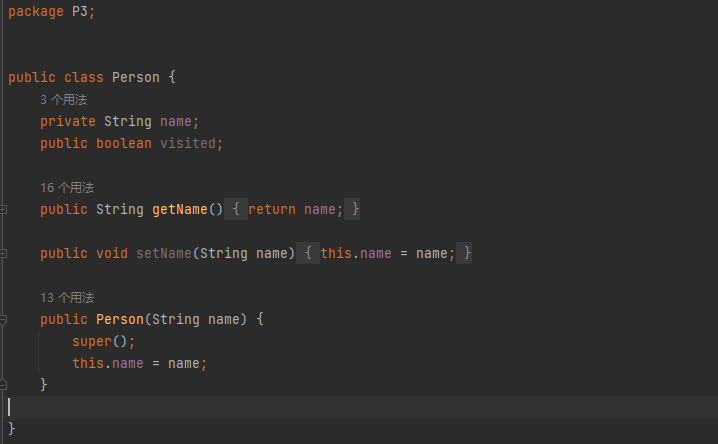 package P3;
public class Person {
3 个用法
private String name;
public boolean visited;
16 个用法
public String getName() { return name; }
public void setName(String name) { this.name = name; }
13 个用法
public Person(String name) {
super();
this.name = name;
}
}